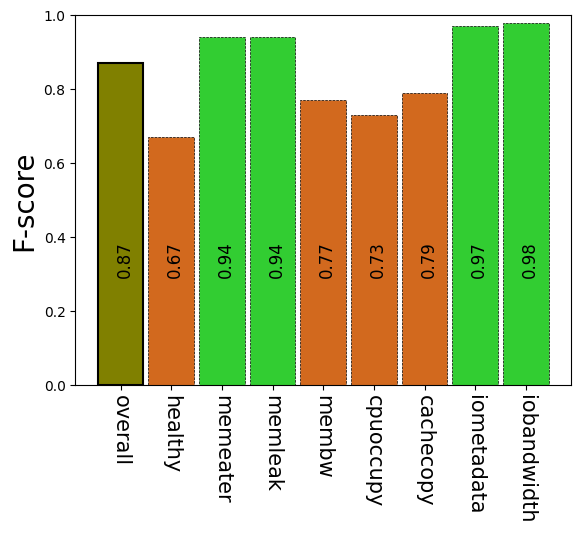 F-score
1.0
0.8
0.6
0.4
0.2
0.0
0.87
0.67
0.94
0.94
0.77
0.73
0.79
0.97
0.98
overall
healthy
memeater
memleak
membw
cpuoccupy
cachecopy
iometadata
iobandwidth